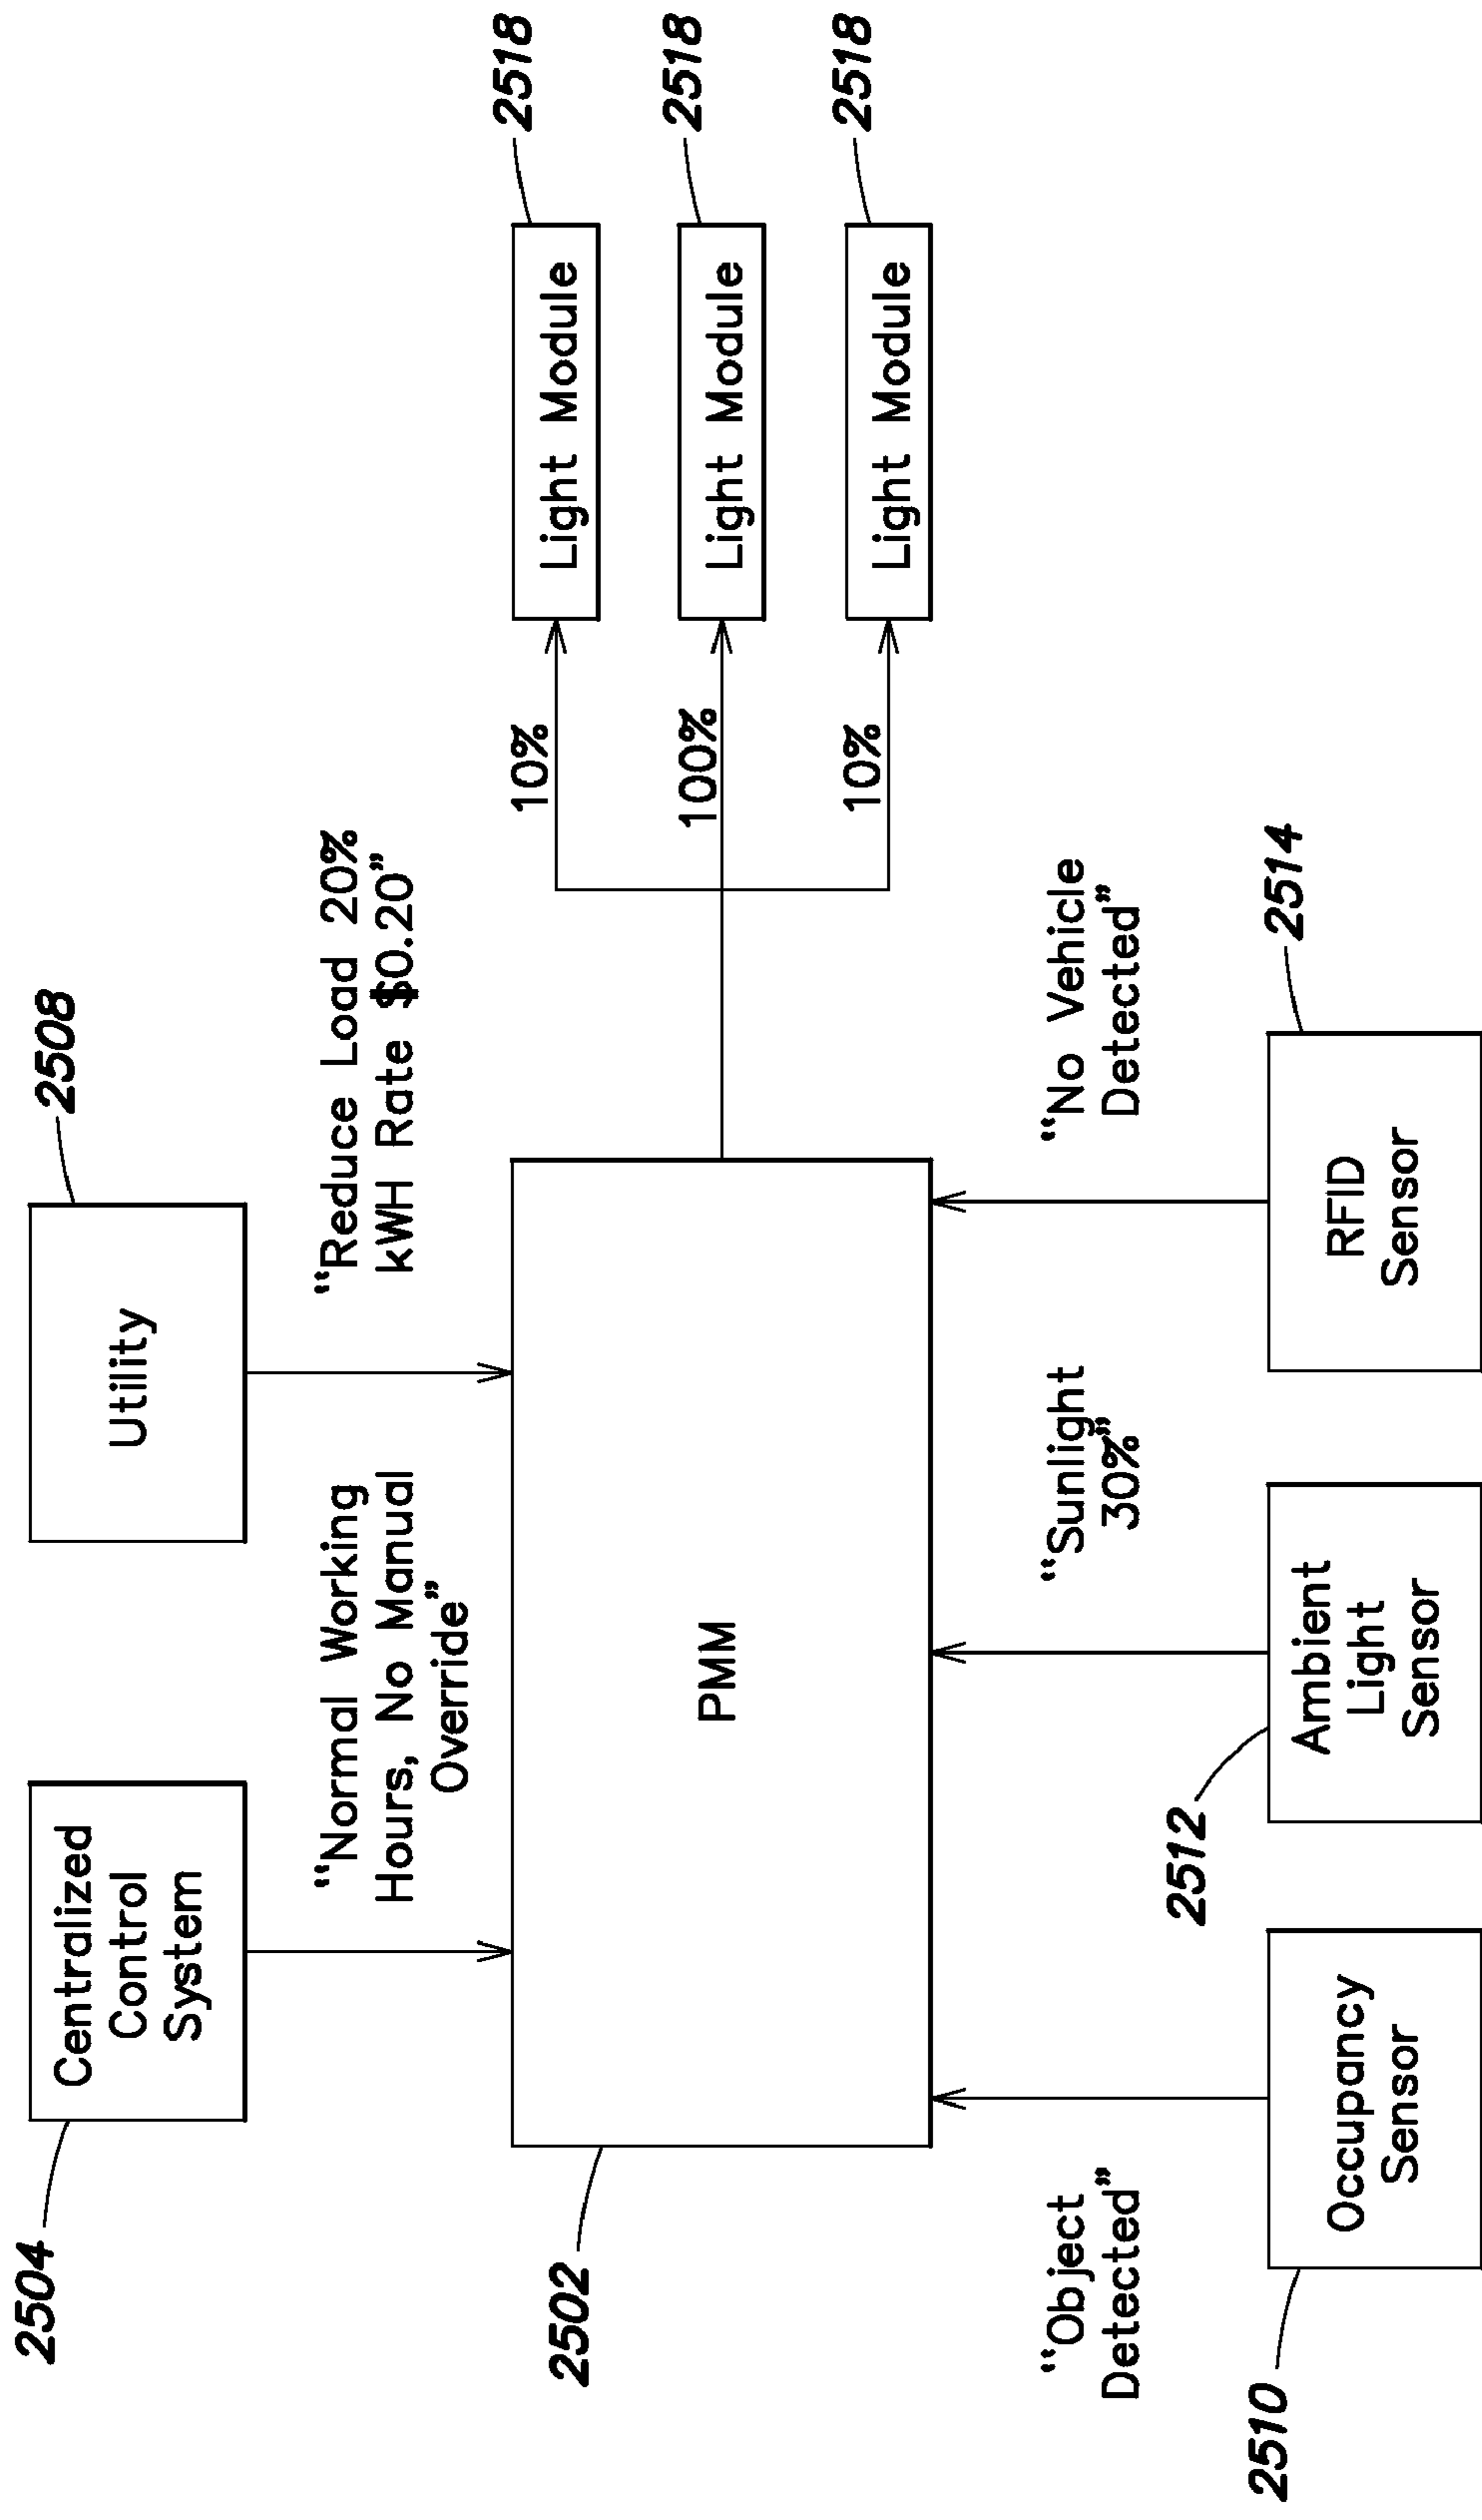 2504
Centralized
Control
System
2508
Utility
“Normal Working
Hours, No Manual
Override”
“Reduce Load 20%
kWH Rate $0.20”
2502
PMM
10%
Light Module
2518
100%
Light Module
2518
10%
Light Module
2518
“Object
Detected”
“Sunlight
30%”
“No Vehicle
Detected”
2510
Occupancy
Sensor
2512
Ambient
Light
Sensor
2514
RFID
Sensor